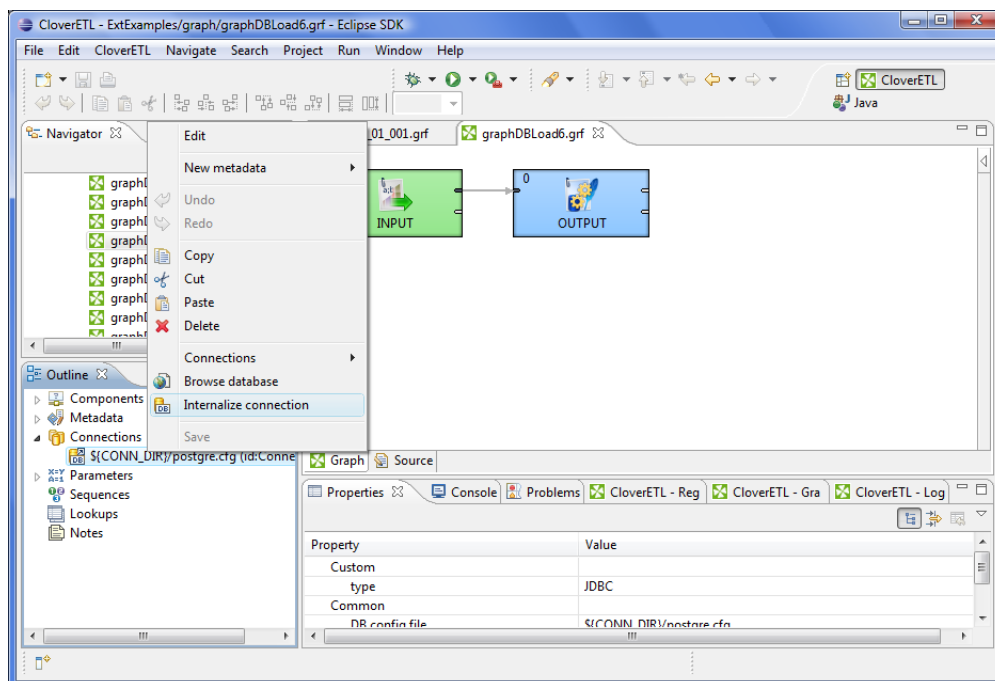 CloverETL - ExtExamples/graph/graphDBLoad6.grf - Eclipse SDK
File Edit CloverETL Navigate Search Project Run Window Help
CloverETL
Java
Navigator
_01_001.grf
graphDBLoad6.grf
Edit
New metadata
Undo
Redo
Copy
Cut
Paste
Delete
Connections
Browse database
Internalize connection
Save
INPUT
0
OUTPUT
Outline
Components
Metadata
Connections
${CONN_DIR}/postgre.cfg (id:Conne
Parameters
Sequences
Lookups
Notes
Graph Source
Properties Console Problems CloverETL - Reg CloverETL - Gra CloverETL - Log
Property Value
Custom
type JDBC
Common
DB config file ${CONN_DIR}/postgre.cfg